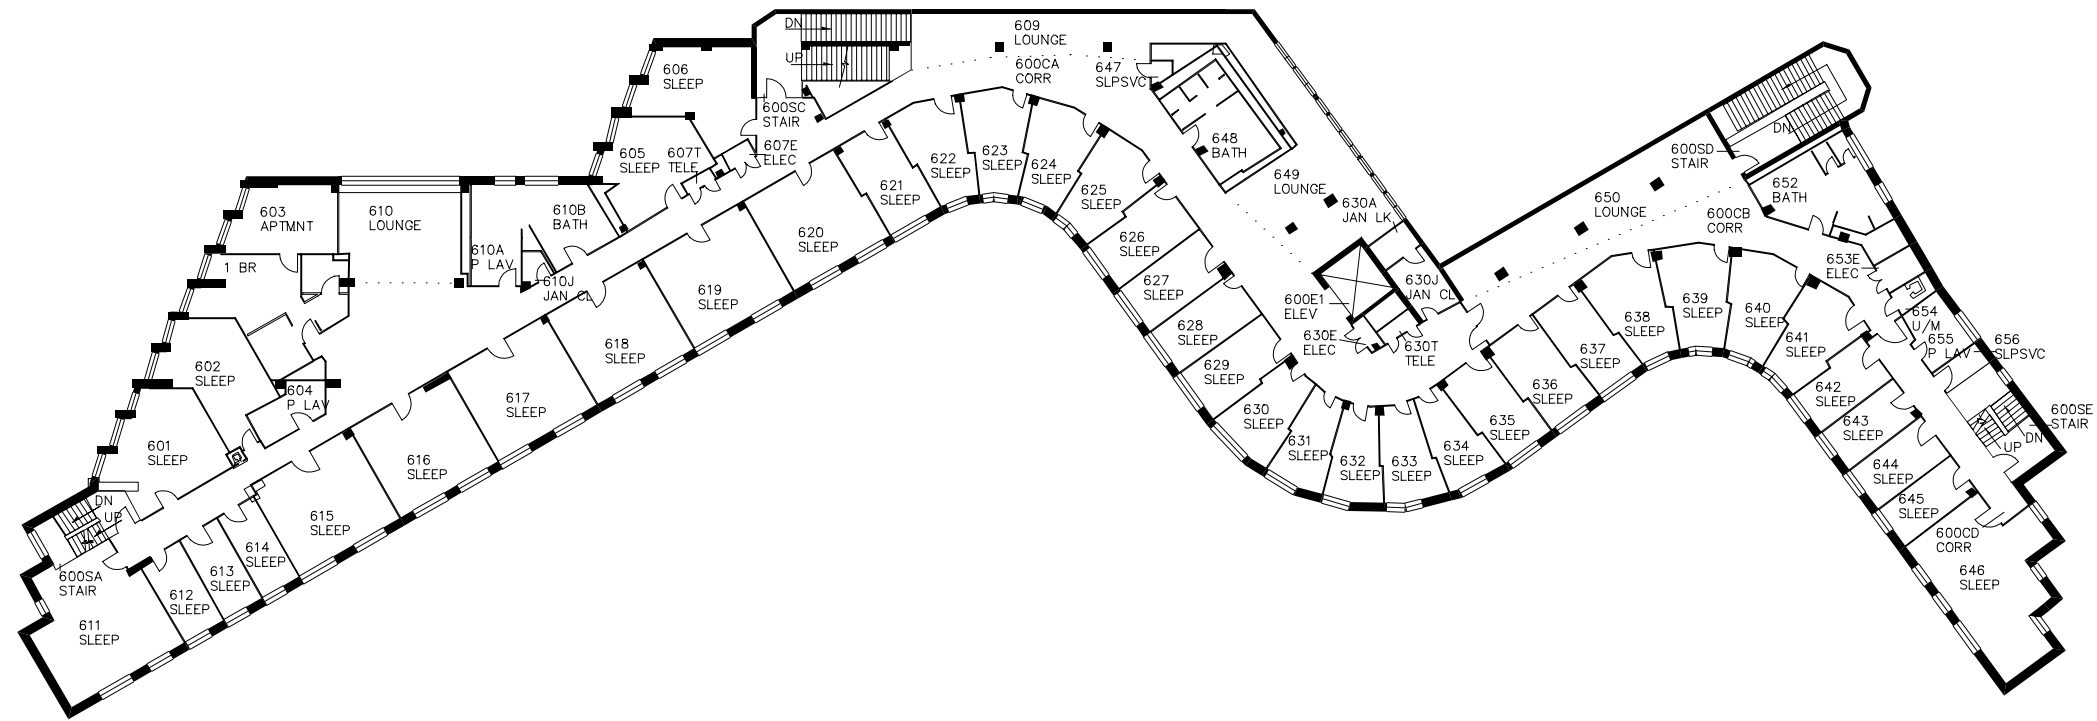 609
LOUNGE
DN
UP
600CA
CORR
647
SLPSVC
606
SLEEP
600SC
STAIR
607E
ELEC
605
SLEEP
607T
TELE
648
BATH
649
LOUNGE
DN
600SD
STAIR
652
BATH
650
LOUNGE
600CB
CORR
653E
ELEC
603
APTMNT
1 BR
610
LOUNGE
610B
BATH
610A
P LAV
610J
JAN CL
623
SLEEP
622
SLEEP
624
SLEEP
621
SLEEP
625
SLEEP
620
SLEEP
626
SLEEP
630A
JAN LK
619
SLEEP
627
SLEEP
630J
JAN CL
600E1
ELEV
630E
ELEC
630T
TELE
639
SLEEP
638
SLEEP
640
SLEEP
641
SLEEP
654
U/M
655
P LAV
656
SLPSVC
618
SLEEP
628
SLEEP
637
SLEEP
602
SLEEP
604
P LAV
617
SLEEP
629
SLEEP
636
SLEEP
642
SLEEP
601
SLEEP
630
SLEEP
635
SLEEP
643
SLEEP
600SE
STAIR
DN
UP
616
SLEEP
631
SLEEP
632
SLEEP
633
SLEEP
634
SLEEP
644
SLEEP
645
SLEEP
DN
UP
615
SLEEP
600CD
CORR
614
SLEEP
613
SLEEP
612
SLEEP
600SA
STAIR
611
SLEEP
646
SLEEP